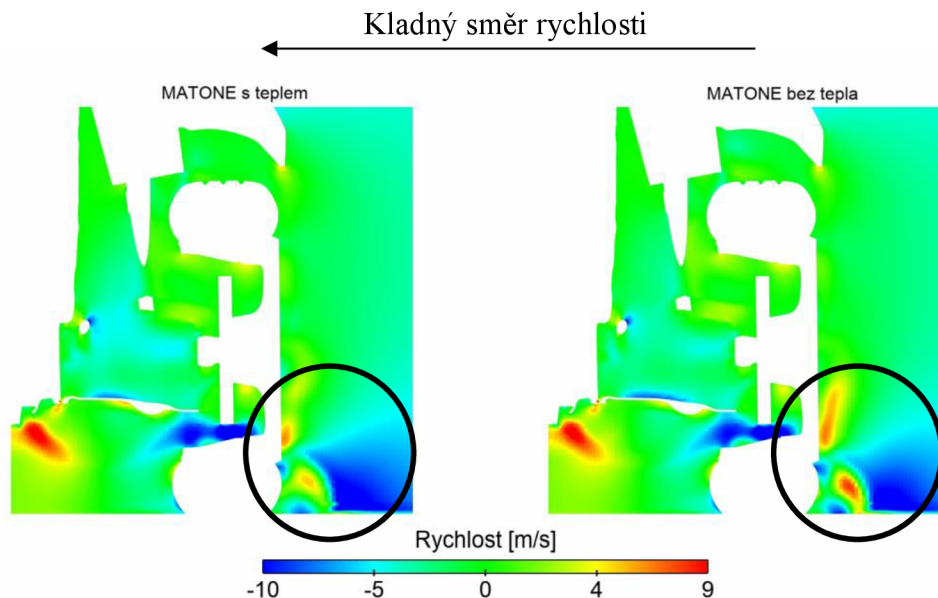 Kladný směr rychlosti
MATONE s teplem
MATONE bez tepla
Rychlost [m/s]
-10 -5 0 4 9